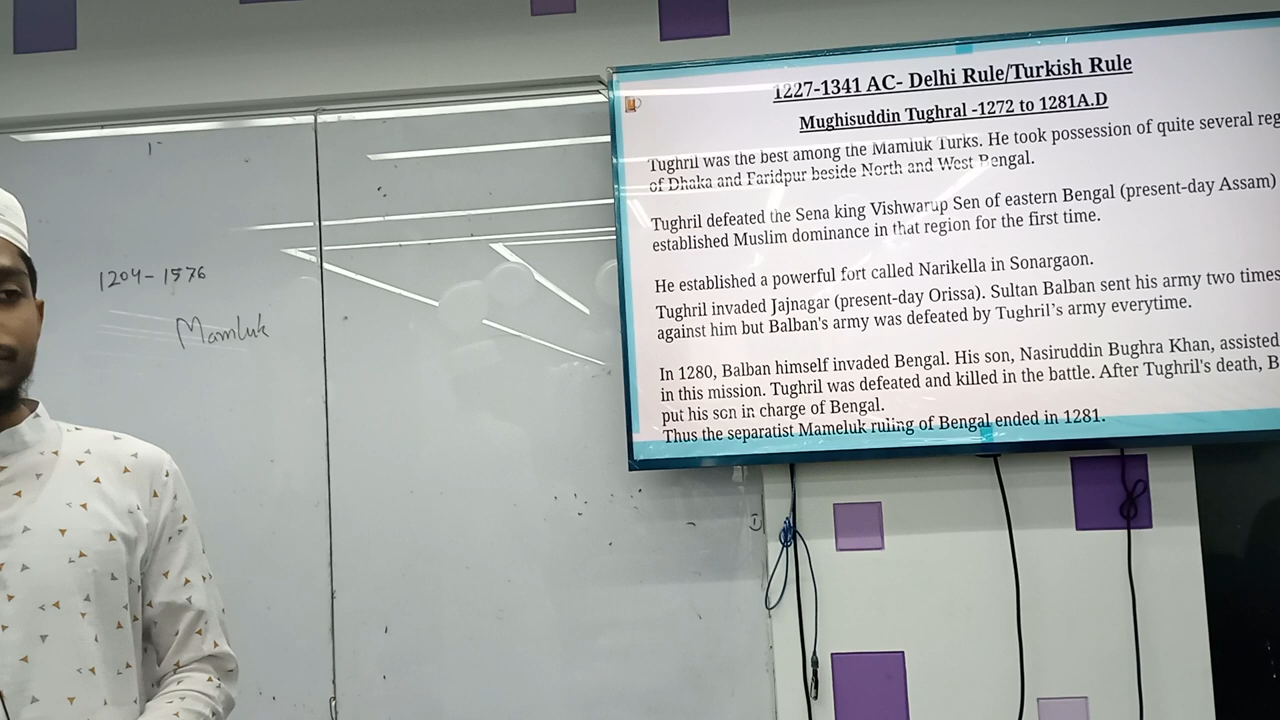 1204-1576
Mamluk
1227-1341 AC- Delhi Rule/Turkish Rule
Mughisuddin Tughral -1272 to 1281A.D
Tughril was the best among the Mamluk Turks. He took possession of quite several
of Dhaka and Faridpur beside North and West Bengal.
Tughril defeated the Sena king Vishwarup Sen of eastern Bengal (present-day Assam)
established Muslim dominance in that region for the first time.
He established a powerful fort called Narikella in Sonargaon.
Tughril invaded Jajnagar (present-day Orissa). Sultan Balban sent his army two times
against him but Balban's army was defeated by Tughril's army everytime.
In 1280, Balban himself invaded Bengal. His son, Nasiruddin Bughra Khan, assisted
in this mission. Tughril was defeated and killed in the battle. After Tughril's death,
put his son in charge of Bengal.
Thus the separatist Mameluk ruling of Bengal ended in 1281.